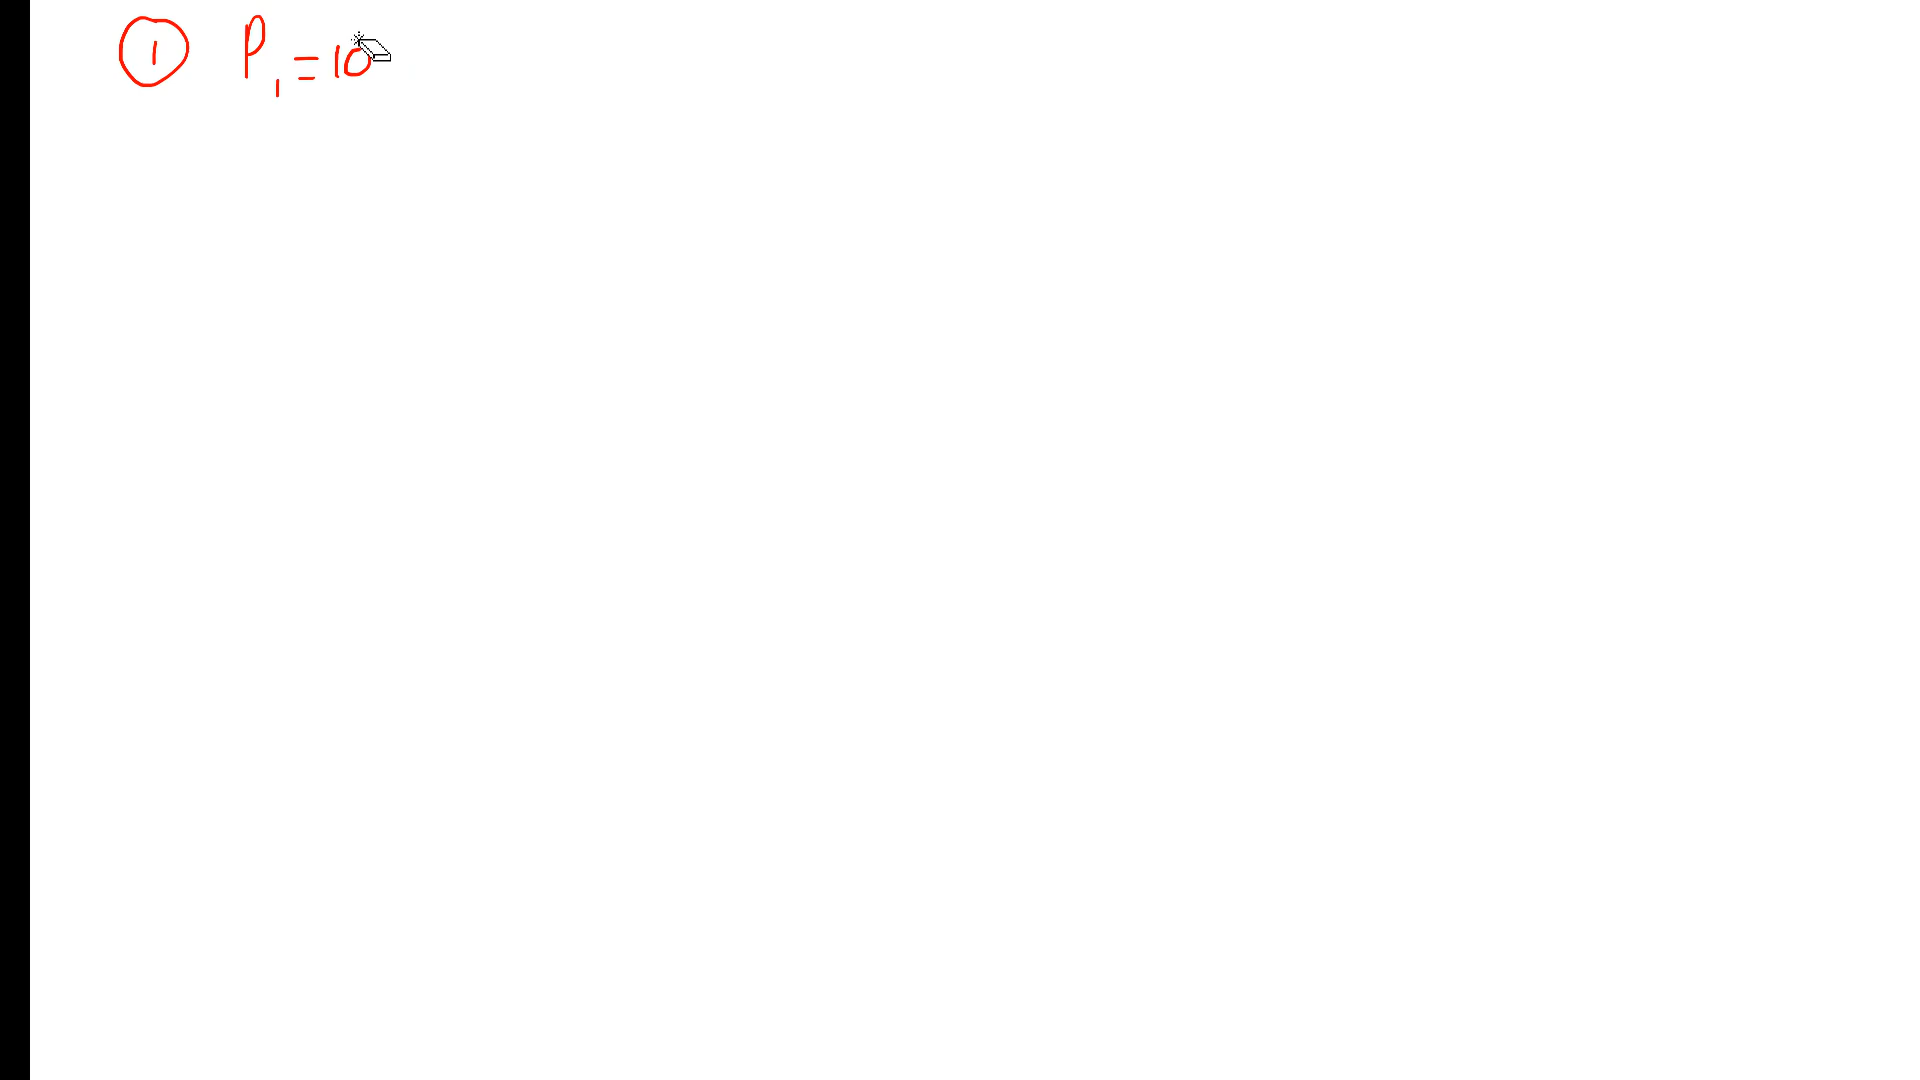 ① P₁ = 10